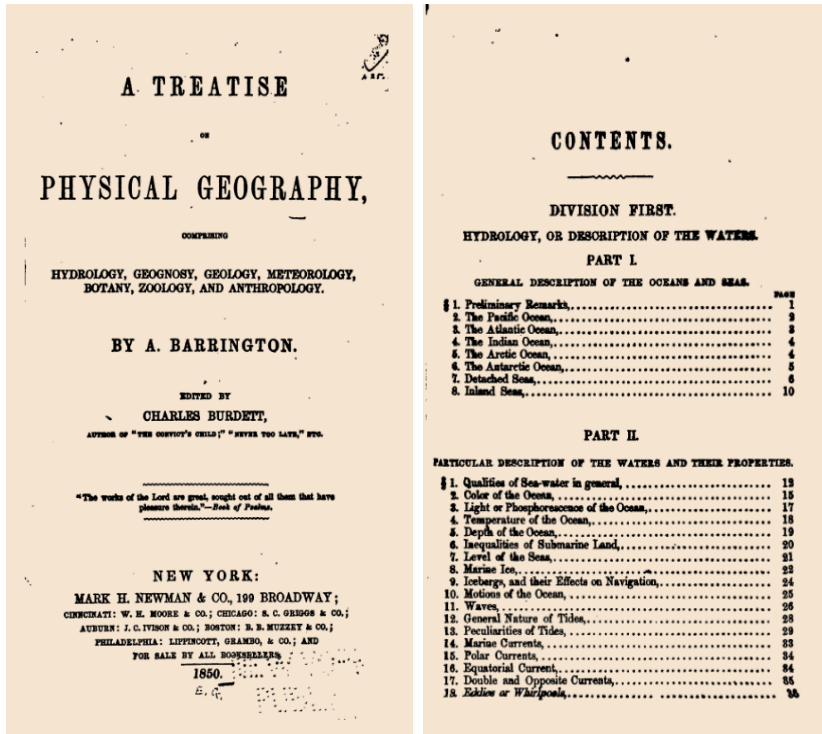 A TREATISE
ON
PHYSICAL GEOGRAPHY,
COMPRISING
HYDROLOGY, GEOGNOSY, GEOLOGY, METEOROLOGY,
BOTANY, ZOOLOGY, AND ANTHROPOLOGY.
BY A. BARRINGTON.
EDITED BY
CHARLES BURDETT,
AUTHOR OF "THE CONVICT'S CHILD;" "NEVER TOO LATE," ETC.
"The works of the Lord are great, sought out of all them that have
pleasure therein."—Book of Psalms.
NEW YORK:
MARK H. NEWMAN & CO., 199 BROADWAY;
CINNCINATI: W. H. MOORE & CO.; CHICAGO: S. C. GRIGGS & CO.;
AUBURN: J. C. IVISON & CO.; BOSTON: B. B. MUZZEY & CO.;
PHILADELPHIA: LIPPINCOTT, GRAMBO, & CO.; AND
FOR SALE BY ALL BOOKSELLERS.
1850.
CONTENTS.
DIVISION FIRST.
HYDROLOGY, OR DESCRIPTION OF THE WATERS.
PART I.
GENERAL DESCRIPTION OF THE OCEANS AND SEAS.
PAGE
§ 1. Preliminary Remarks, 1
2. The Pacific Ocean, 2
3. The Atlantic Ocean, 3
4. The Indian Ocean, 4
5. The Arctic Ocean, 4
6. The Antarctic Ocean, 5
7. Detached Seas, 6
8. Inland Seas, 10
PART II.
PARTICULAR DESCRIPTION OF THE WATERS AND THEIR PROPERTIES.
§ 1. Qualities of Sea-water in general, 13
2. Color of the Ocean, 15
3. Light or Phosphorescence of the Ocean, 17
4. Temperature of the Ocean, 18
5. Depth of the Ocean, 19
6. Inequalities of Submarine Land, 20
7. Level of the Seas, 21
8. Marine Ice, 22
9. Icebergs, and their Effects on Navigation, 24
10. Motions of the Ocean, 25
11. Waves, 26
12. General Nature of Tides, 28
13. Peculiarities of Tides, 29
14. Marine Currents, 33
15. Polar Currents, 34
16. Equatorial Current, 34
17. Double and Opposite Currents, 35
18. Eddies or Whirlpools,